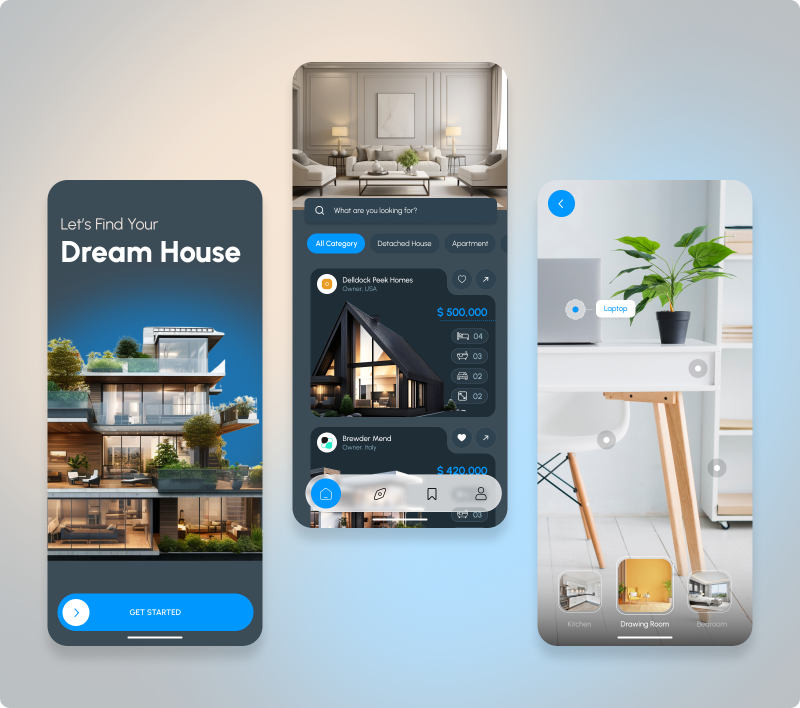 Let's Find Your
Dream House
GET STARTED
What are you looking for?
All Category
Detached House
Apartment
Delldock Peek Homes
Owner: USA
$ 500,000
04
03
02
02
Brewder Mend
Owner: Italy
$ 420,000
03
Laptop
Kitchen
Drawing Room
Bedroom